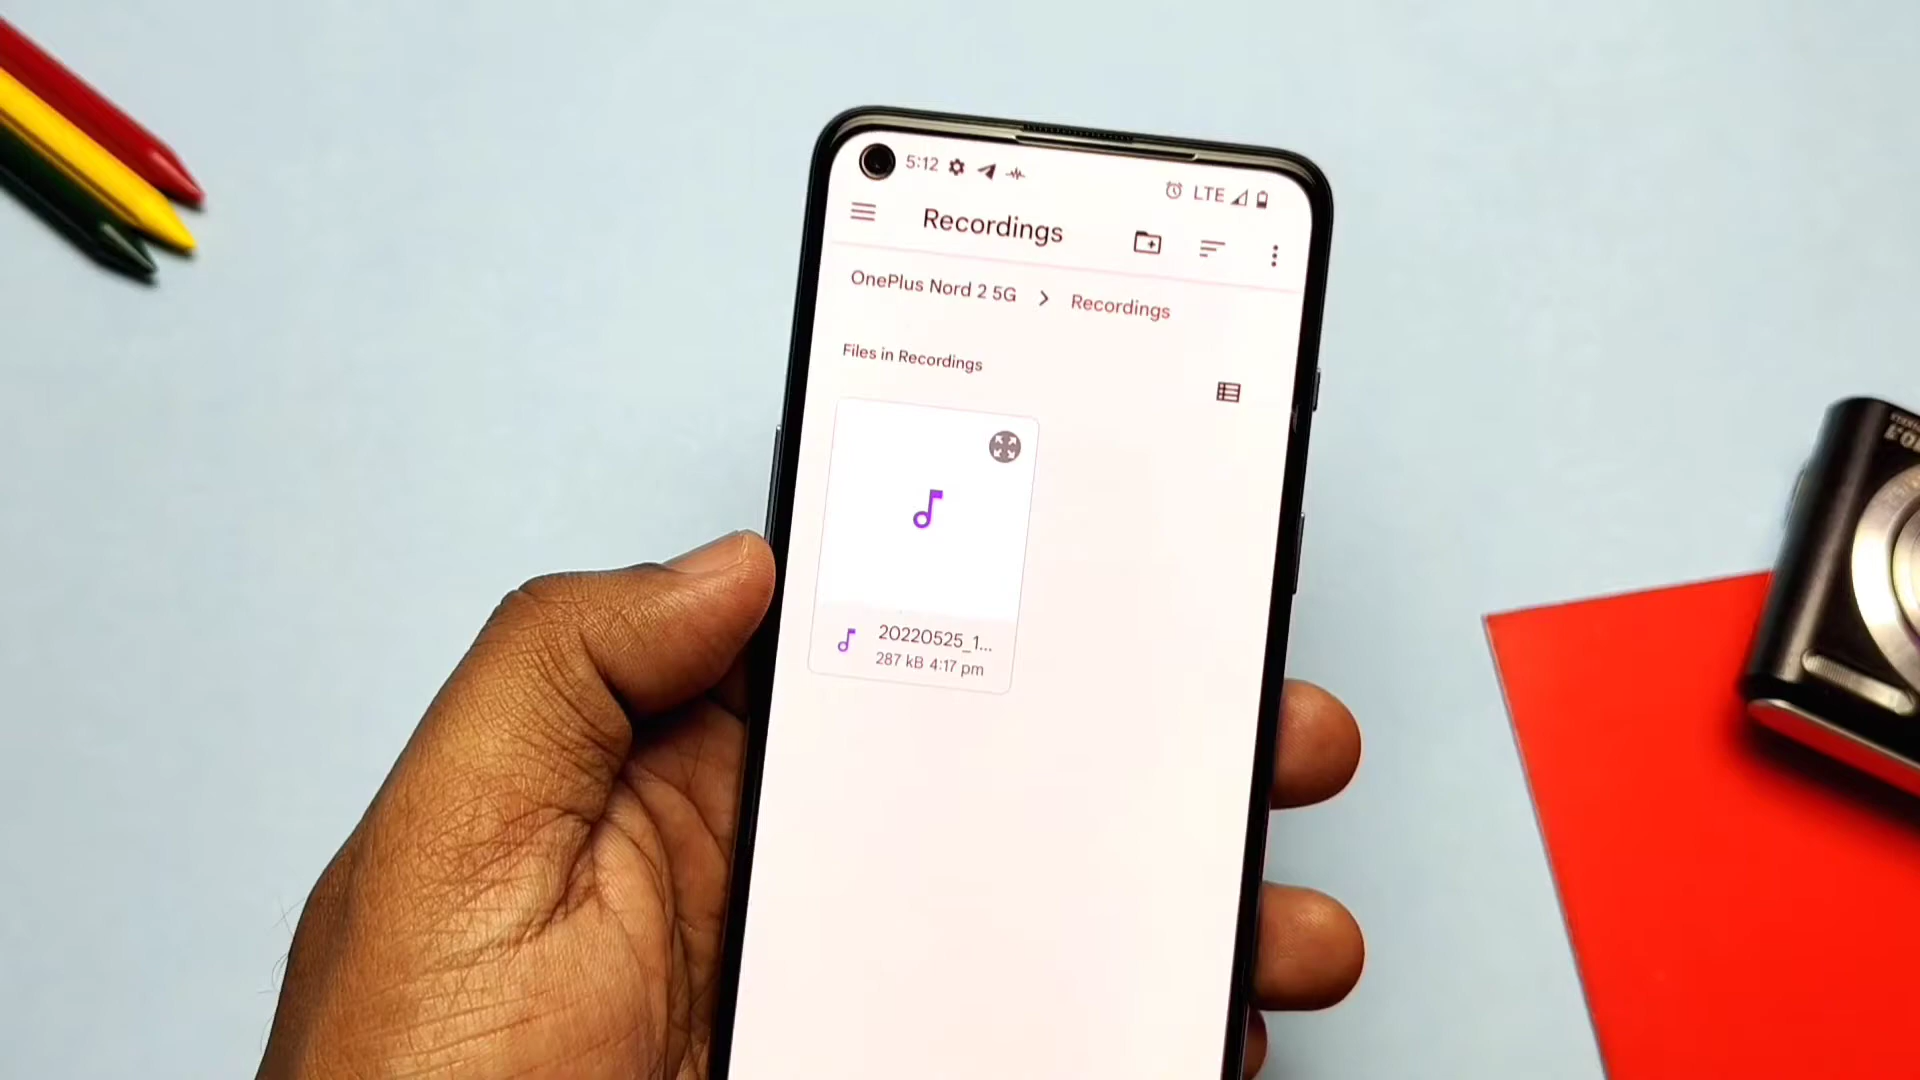 5:12
LTE
Recordings
OnePlus Nord 2 5G > Recordings
Files in Recordings
20220525_1...
287 kB 4:17 pm